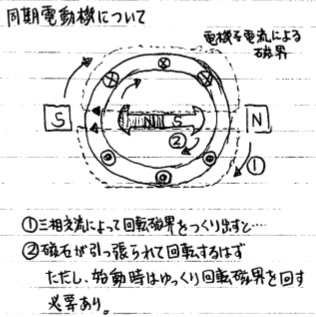 同期電動機について
電機子電流による
磁界
S
N S
N
②
①
①三相交流によって回転磁界をつくり出すと….
②磁石が引っ張られて回転するはず
ただし、始動時はゆっくり回転磁界を回す
必要あり。